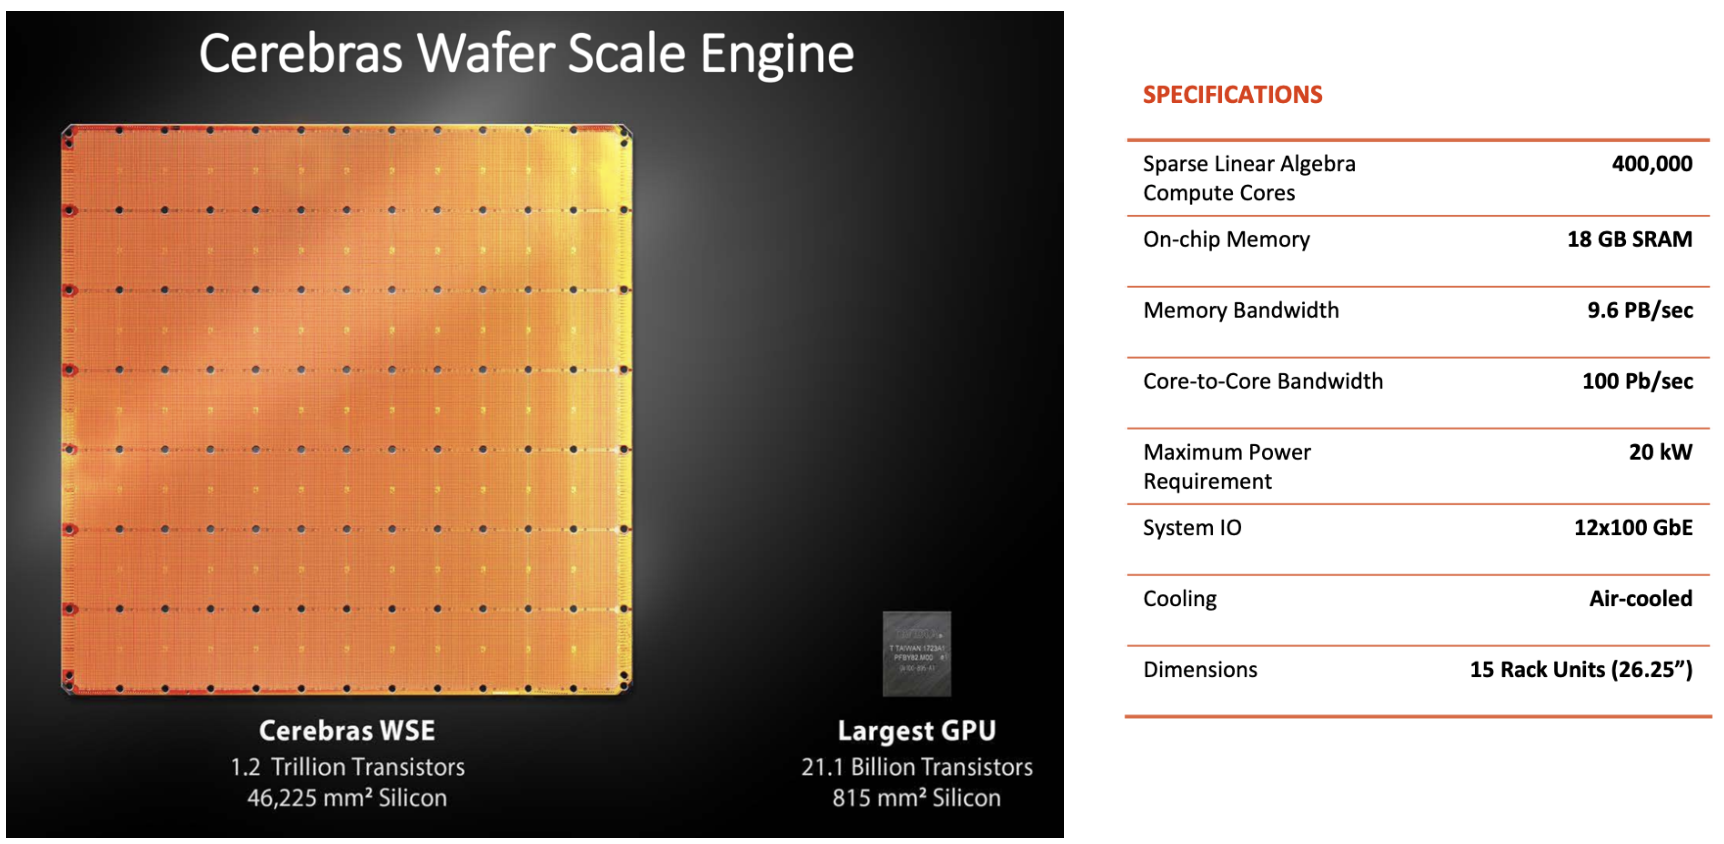 Cerebras Wafer Scale Engine
T TAIWAN 1723A1
Cerebras WSE
1.2 Trillion Transistors
46,225 mm² Silicon
Largest GPU
21.1 Billion Transistors
815 mm² Silicon
SPECIFICATIONS
Sparse Linear Algebra
Compute Cores
400,000
On-chip Memory
18 GB SRAM
Memory Bandwidth
9.6 PB/sec
Core-to-Core Bandwidth
100 Pb/sec
Maximum Power
Requirement
20 kW
System IO
12x100 GbE
Cooling
Air-cooled
Dimensions
15 Rack Units (26.25”)